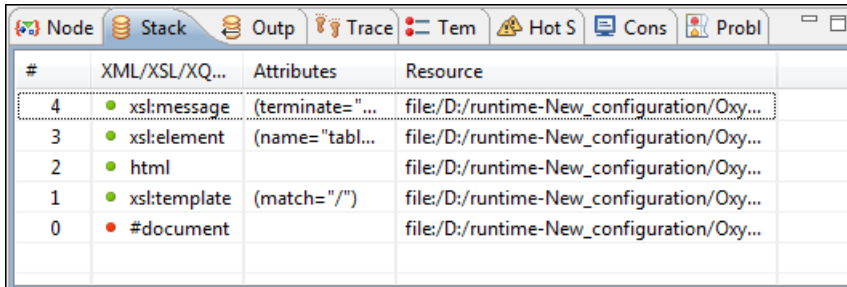 Node Stack Outp Trace Tem Hot S Cons Probl
# XML/XSL/XQ... Attributes Resource
4 xsl:message (terminate="... file:/D:/runtime-New_configuration/Oxy...
3 xsl:element (name="tabl... file:/D:/runtime-New_configuration/Oxy...
2 html file:/D:/runtime-New_configuration/Oxy...
1 xsl:template (match="/") file:/D:/runtime-New_configuration/Oxy...
0 #document file:/D:/runtime-New_configuration/Oxy...